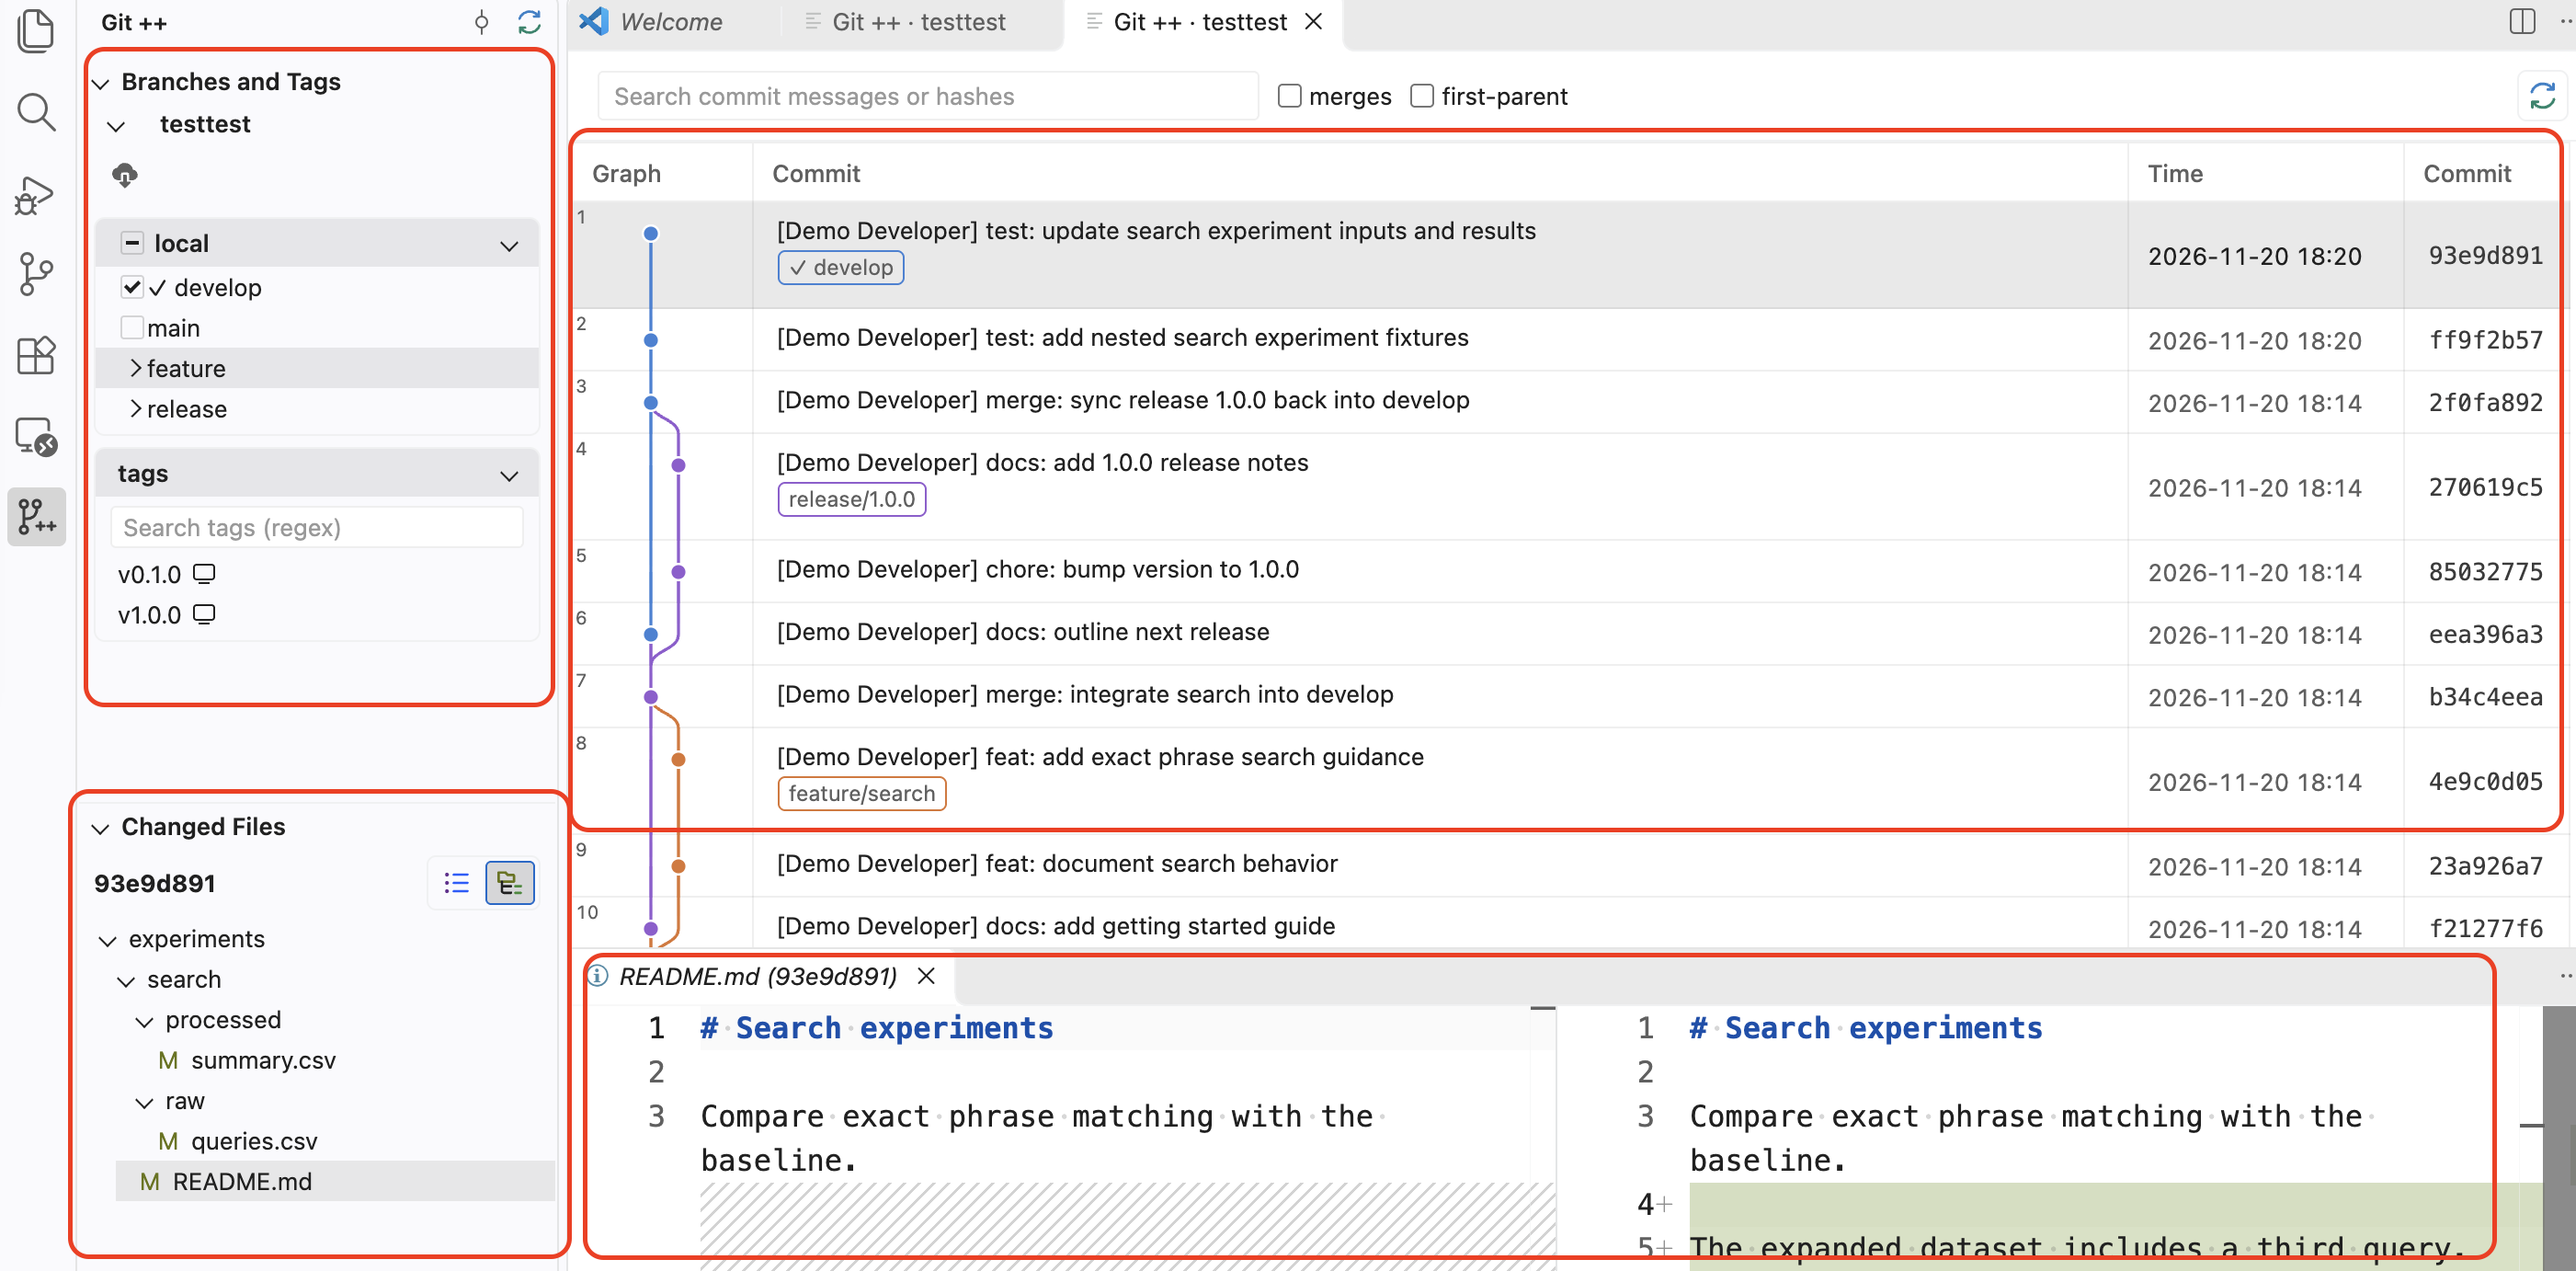 Git ++
Branches and Tags
testtest
local
develop
main
feature
release
tags
Search tags (regex)
v0.1.0
v1.0.0
Changed Files
93e9d891
experiments
search
processed
M summary.csv
raw
M queries.csv
M README.md
Welcome
Git ++ · testtest
Git ++ · testtest
Search commit messages or hashes
merges
first-parent
Graph Commit Time Commit
1 [Demo Developer] test: update search experiment inputs and results 2026-11-20 18:20 93e9d891
✓ develop
2 [Demo Developer] test: add nested search experiment fixtures 2026-11-20 18:20 ff9f2b57
3 [Demo Developer] merge: sync release 1.0.0 back into develop 2026-11-20 18:14 2f0fa892
4 [Demo Developer] docs: add 1.0.0 release notes 2026-11-20 18:14 270619c5
release/1.0.0
5 [Demo Developer] chore: bump version to 1.0.0 2026-11-20 18:14 85032775
6 [Demo Developer] docs: outline next release 2026-11-20 18:14 eea396a3
7 [Demo Developer] merge: integrate search into develop 2026-11-20 18:14 b34c4eea
8 [Demo Developer] feat: add exact phrase search guidance 2026-11-20 18:14 4e9c0d05
feature/search
9 [Demo Developer] feat: document search behavior 2026-11-20 18:14 23a926a7
10 [Demo Developer] docs: add getting started guide 2026-11-20 18:14 f21277f6
README.md (93e9d891)
1 # Search experiments
2
3 Compare exact phrase matching with the
baseline.
1 # Search experiments
2
3 Compare exact phrase matching with the
baseline.
4+
5+ The expanded dataset includes a third query.